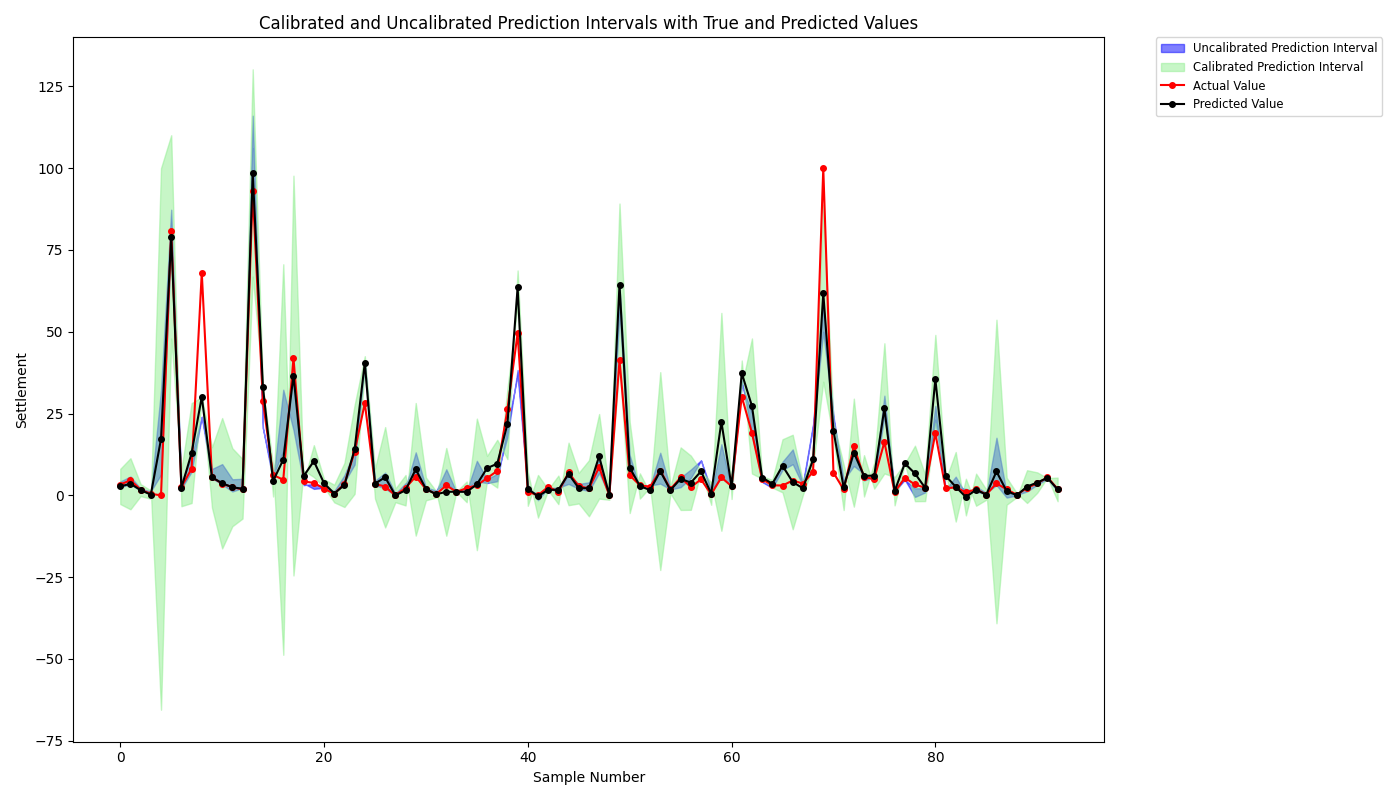 Calibrated and Uncalibrated Prediction Intervals with True and Predicted Values
Uncalibrated Prediction Interval
Calibrated Prediction Interval
Actual Value
Predicted Value
125
100
75
50
25
0
−25
−50
−75
Settlement
0 20 40 60 80
Sample Number